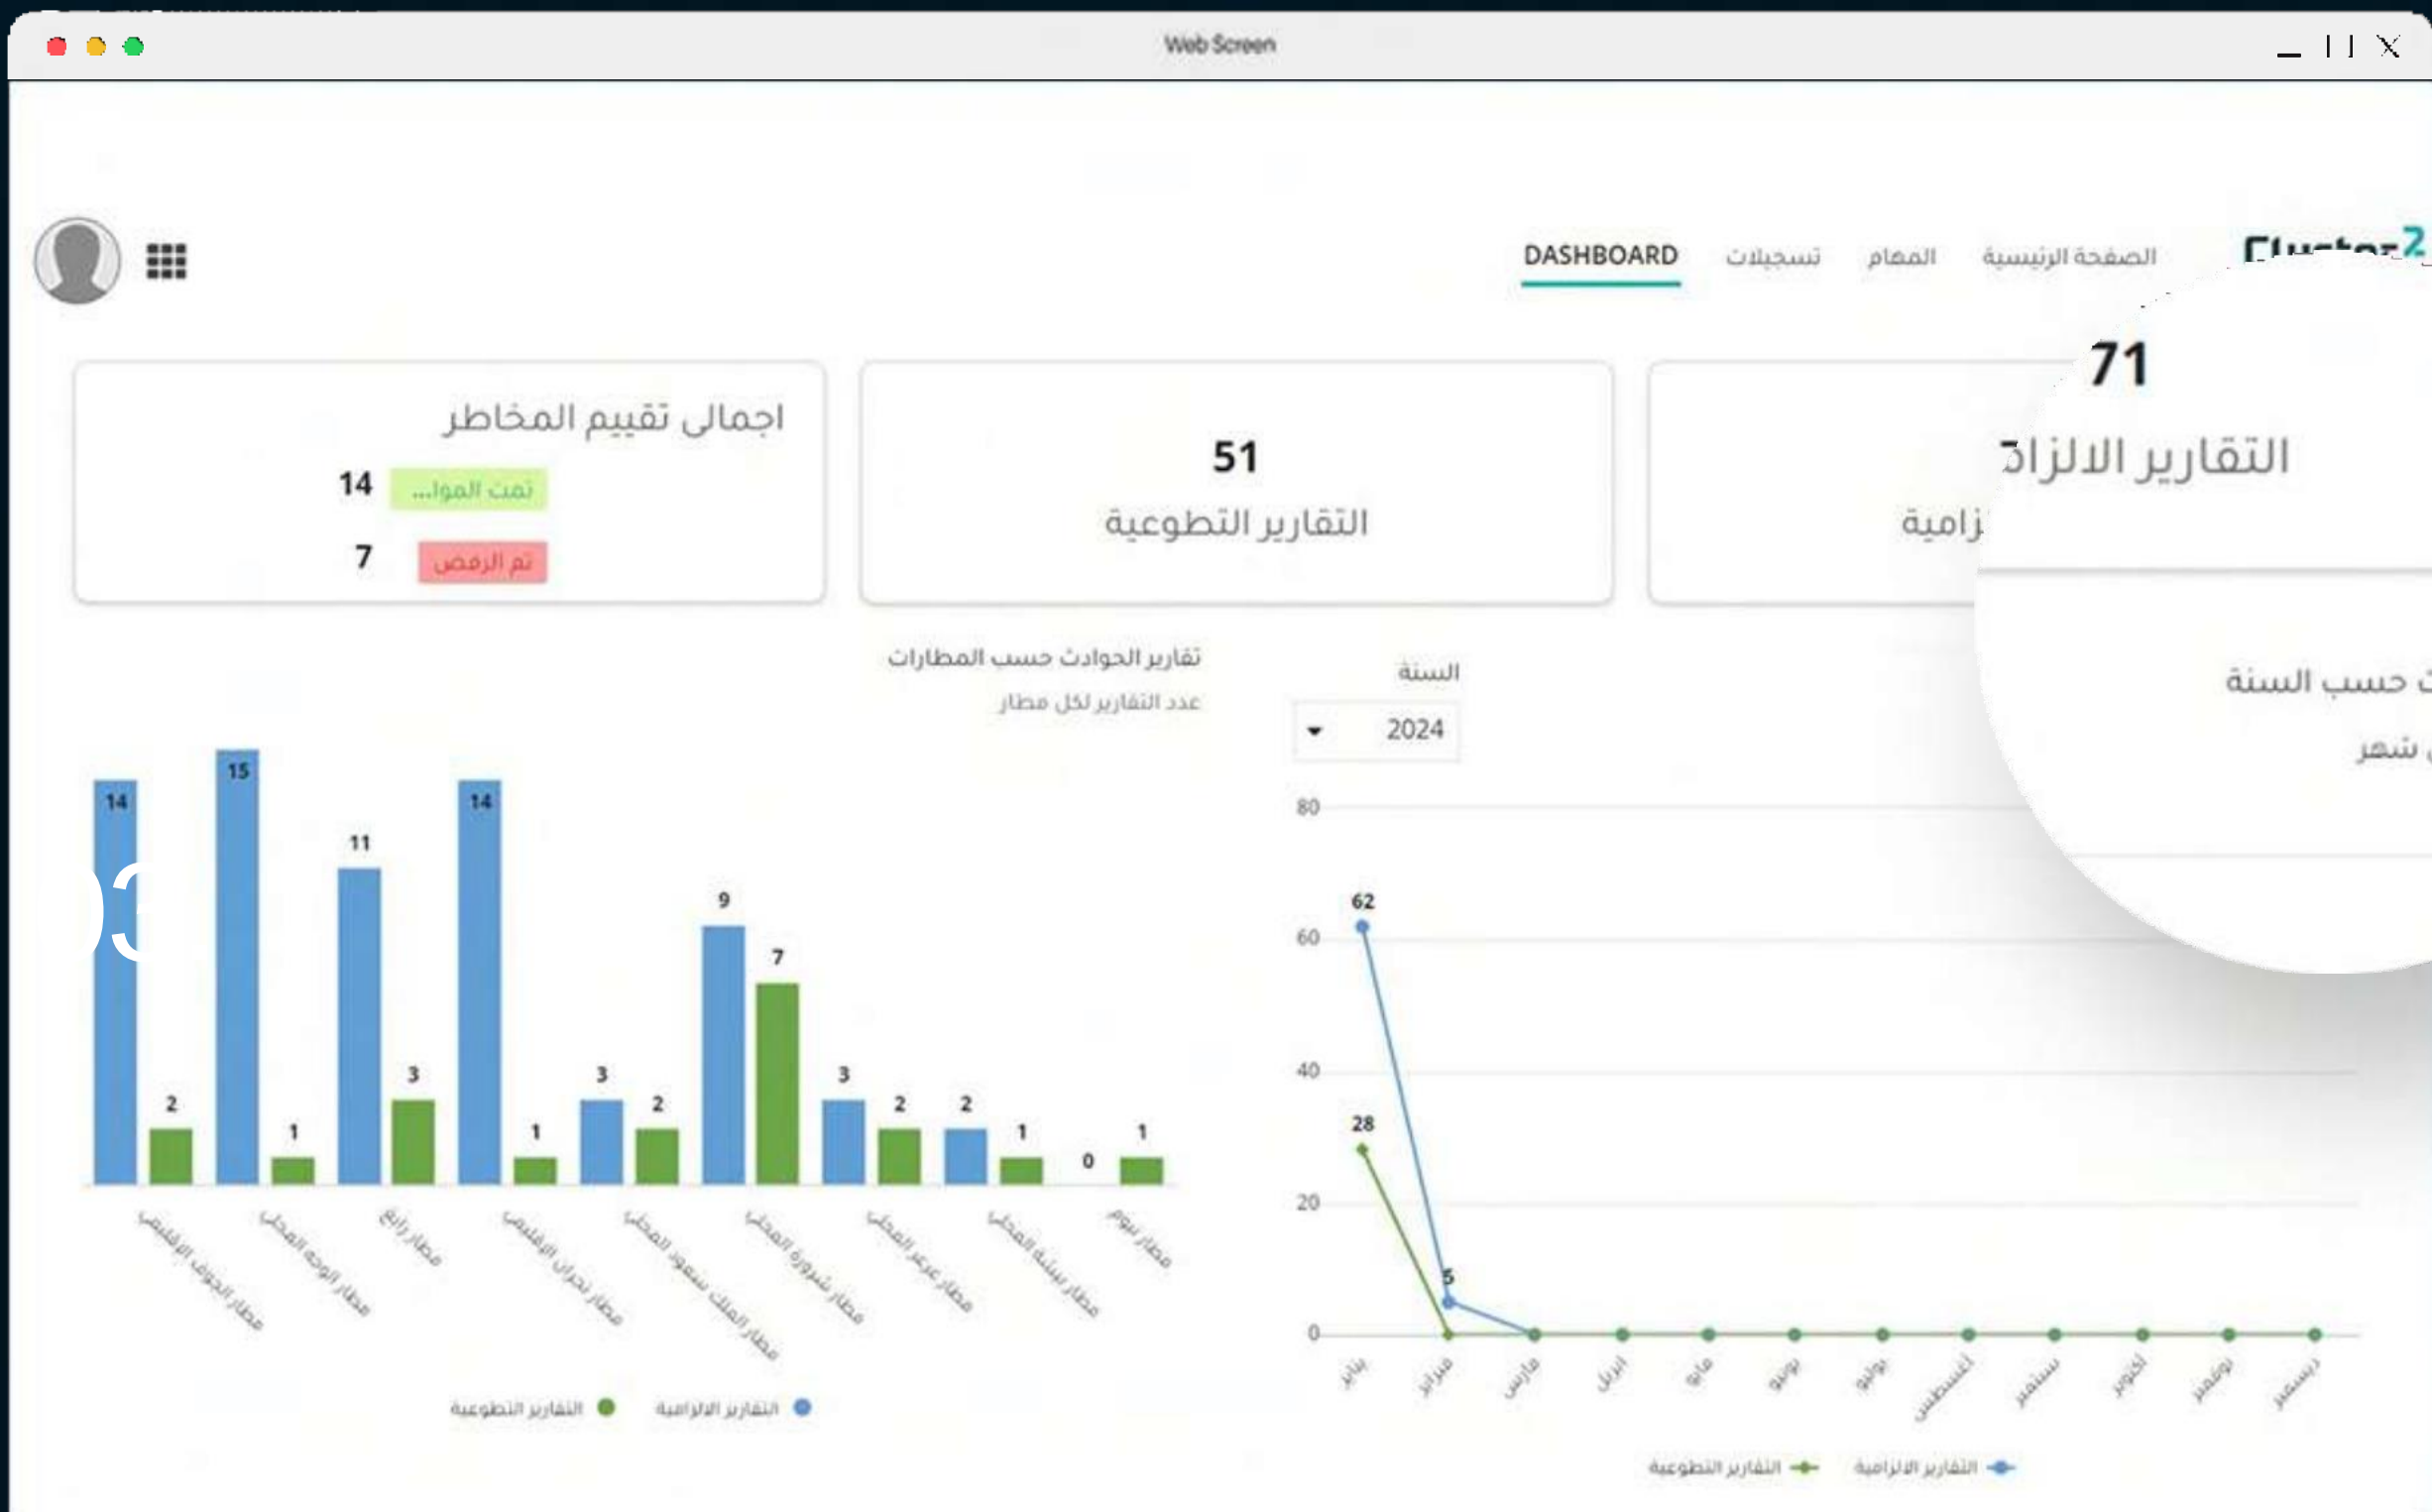 Web Screen
Cluster2
الصفحة الرئيسية
المهام
تسجيلات
DASHBOARD
71
التقارير الالزا
زامية
51
التقارير التطوعية
اجمالي تقييم المخاطر
تمت الموا...
14
تم الرفض
7
حسب السنة
شهر
السنة
2024
80
60
40
20
0
62
28
5
يناير
فبراير
مارس
ابريل
مايو
يونيو
يوليو
أغسطس
سبتمبر
اكتوبر
نوفمبر
ديسمبر
التقارير الالزامية
التقارير التطوعية
تقارير الحوادث حسب المطارات
عدد التقارير لكل مطار
14
2
15
1
11
3
14
1
3
2
9
7
3
2
2
1
0
1
03
مطار الجوف الإقليمي
مطار الوجه المحلي
مطار رابغ
مطار نجران الإقليمي
مطار الملك سعود المحلي
مطار شرورة المحلي
مطار عرعر المحلي
مطار بيشة المحلي
مطار نيوم
التقارير الالزامية
التقارير التطوعية